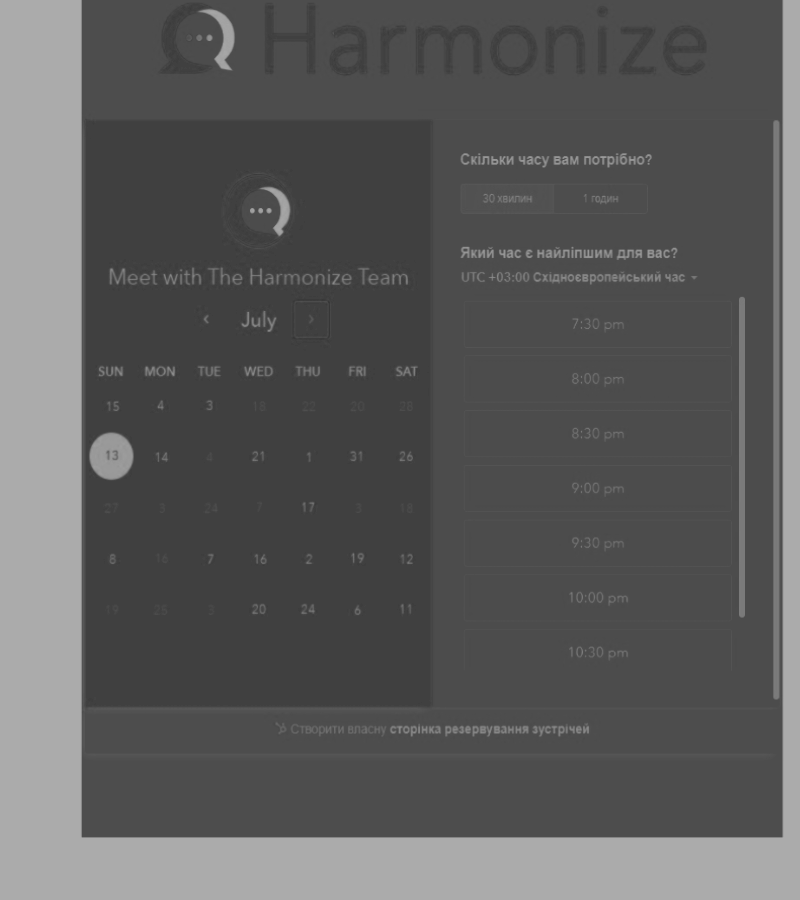 Harmonize
Meet with The Harmonize Team
‹ July ›
SUN MON TUE WED THU FRI SAT
15 4 3 18 22 20 28
13 14 4 21 1 31 26
27 3 24 7 17 3 18
8 16 7 16 2 19 12
19 28 3 20 24 6 11
Скільки часу вам потрібно?
30 хвилин 1 годин
Який час є найліпшим для вас?
UTC +03:00 Східноєвропейський час
7:30 pm
8:00 pm
8:30 pm
9:00 pm
9:30 pm
10:00 pm
10:30 pm
Створити власну сторінка резервування зустрічей